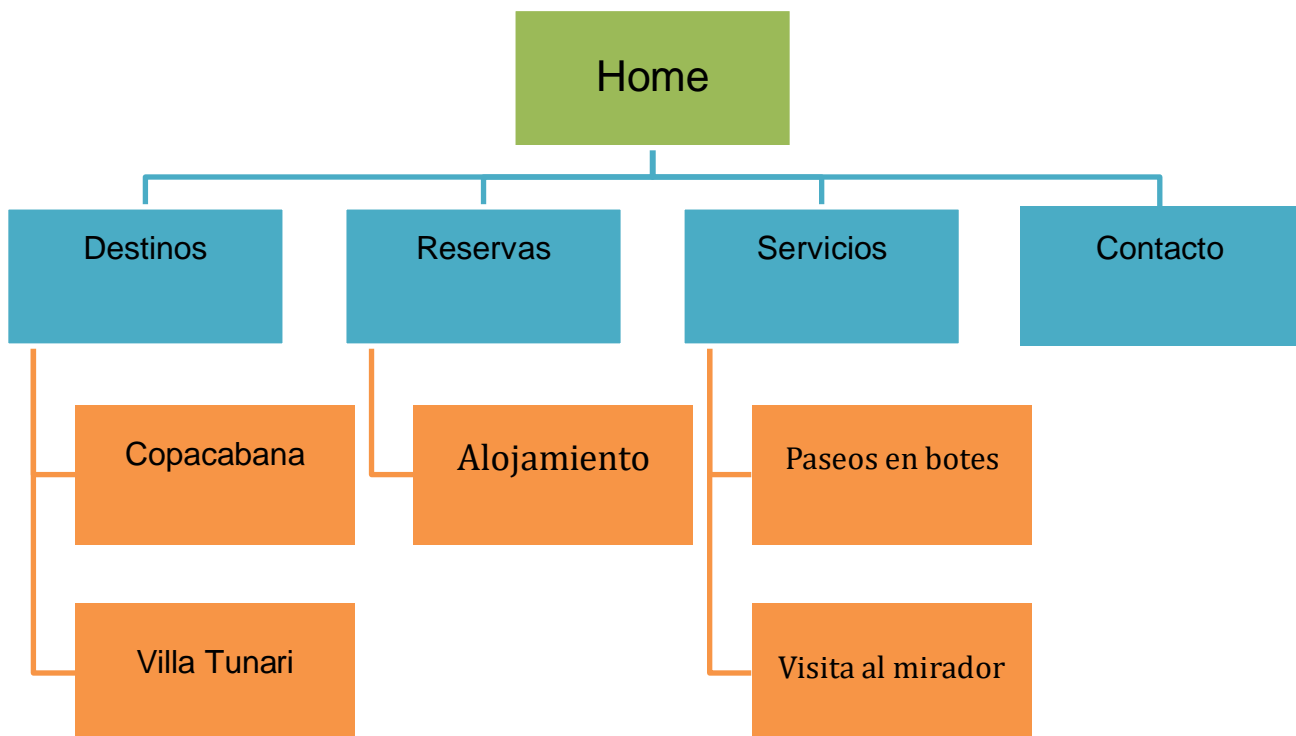 Home
Destinos
Reservas
Servicios
Contacto
Copacabana
Alojamiento
Paseos en botes
Villa Tunari
Visita al mirador